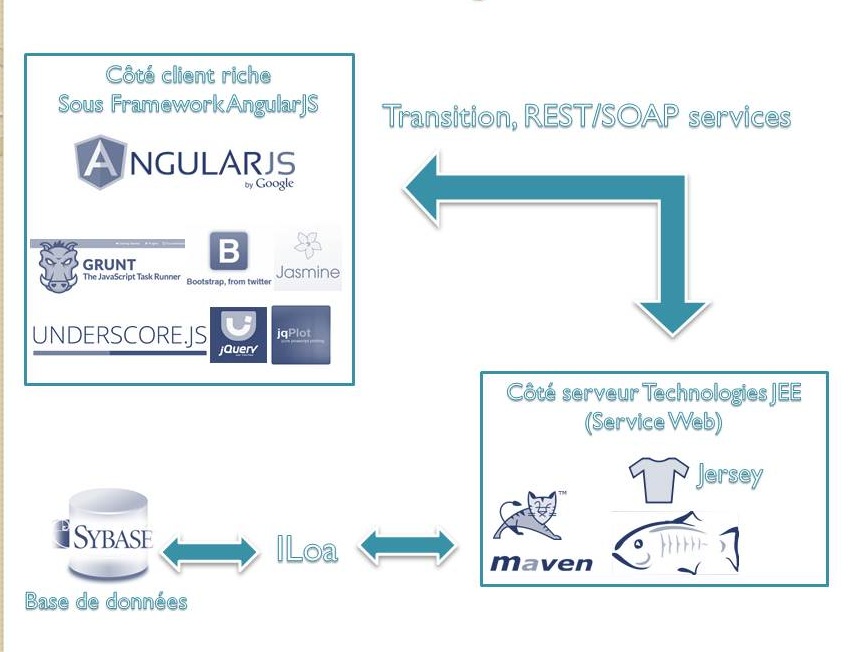 Côté client riche
Sous Framework AngularJS
ANGULARJS
by Google
GRUNT
The JavaScript Task Runner
B
Bootstrap, from twitter
Jasmine
UNDERSCORE.JS
jQuery
jqPlot
Transition, REST/SOAP services
Côté serveur Technologies JEE
(Service Web)
Jersey
TM
maven
SYBASE
ILoa
Base de données